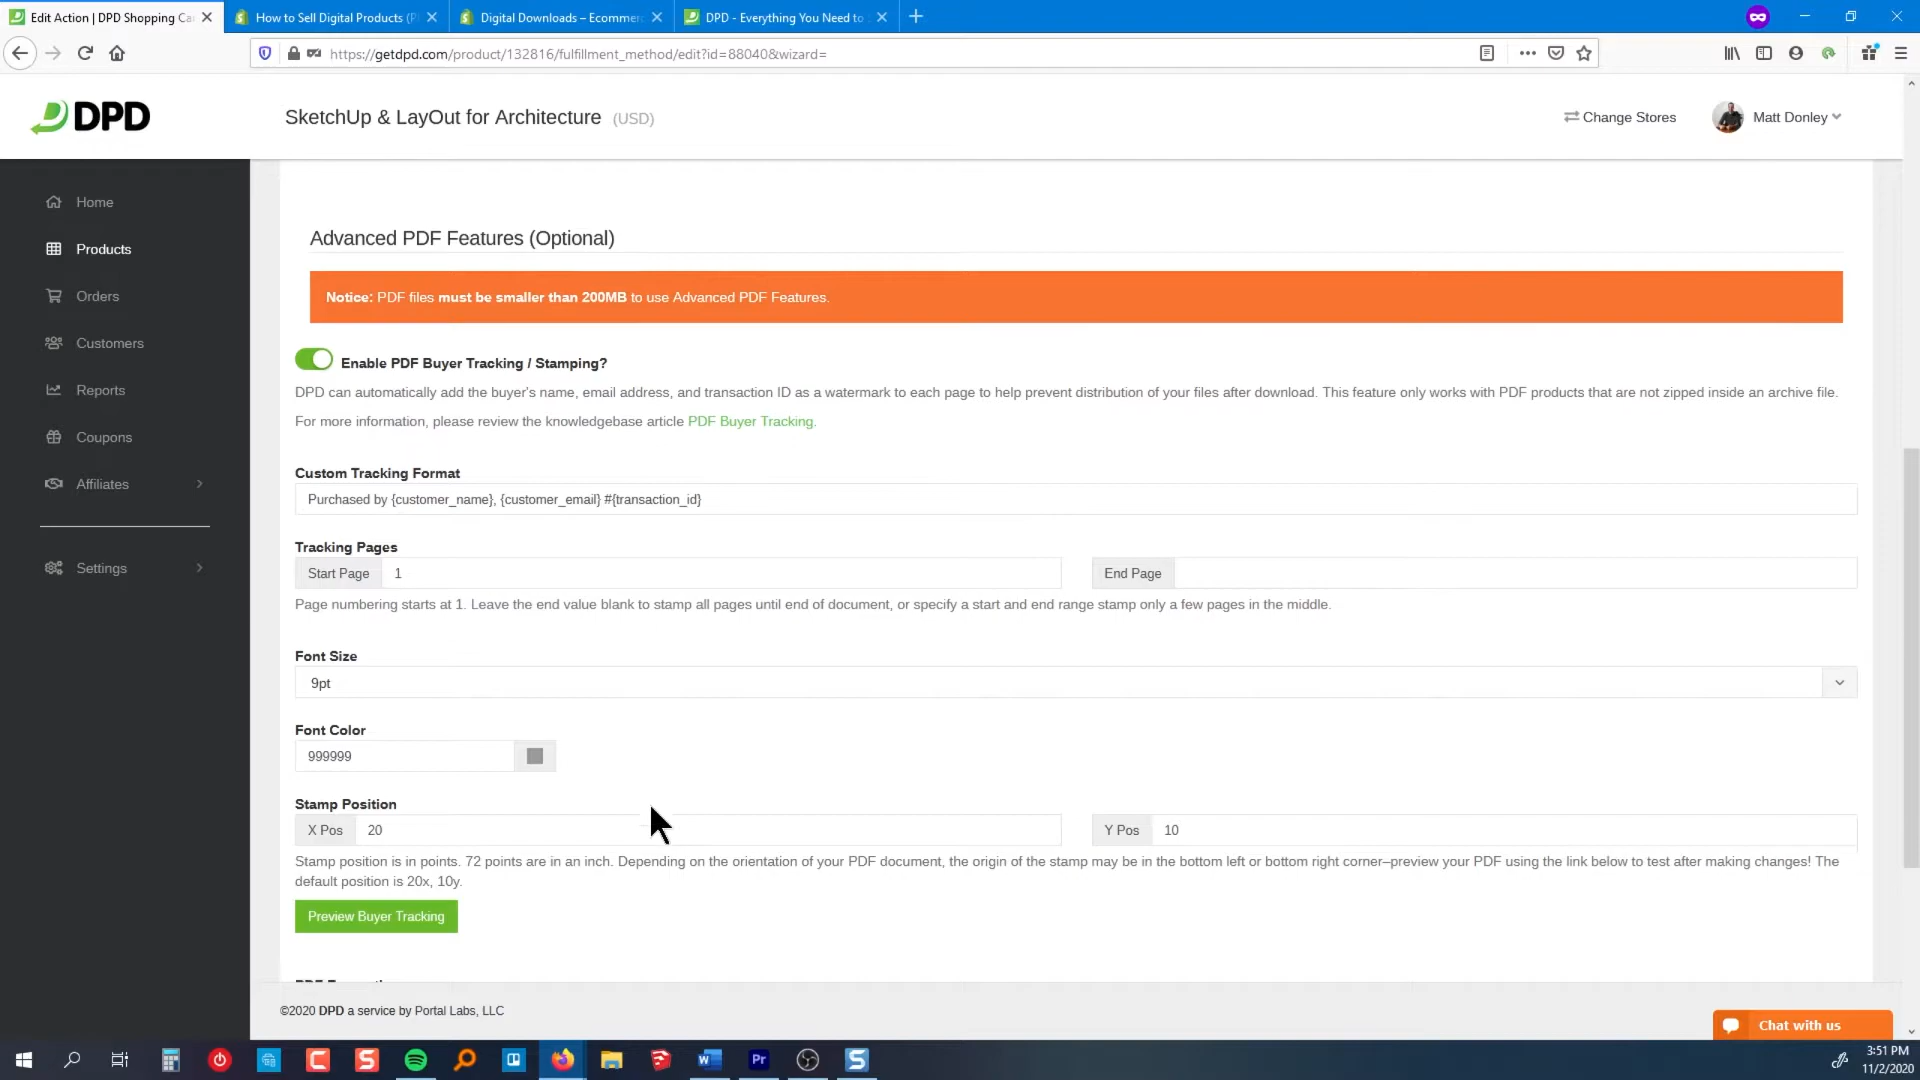 Edit Action | DPD Shopping Ca
How to Sell Digital Products (
Digital Downloads – Ecommer
DPD - Everything You Need to
https://getdpd.com/product/132816/fulfillment_method/edit?id=88040&wizard=
DPD
SketchUp & LayOut for Architecture (USD)
Change Stores
Matt Donley
Home
Products
Orders
Customers
Reports
Coupons
Affiliates
Settings
Advanced PDF Features (Optional)
Notice: PDF files must be smaller than 200MB to use Advanced PDF Features.
Enable PDF Buyer Tracking / Stamping?
DPD can automatically add the buyer's name, email address, and transaction ID as a watermark to each page to help prevent distribution of your files after download. This feature only works with PDF products that are not zipped inside an archive file.
For more information, please review the knowledgebase article PDF Buyer Tracking.
Custom Tracking Format
Purchased by {customer_name}, {customer_email} #{transaction_id}
Tracking Pages
Start Page 1
End Page
Page numbering starts at 1. Leave the end value blank to stamp all pages until end of document, or specify a start and end range stamp only a few pages in the middle.
Font Size
9pt
Font Color
999999
Stamp Position
X Pos 20
Y Pos 10
Stamp position is in points. 72 points are in an inch. Depending on the orientation of your PDF document, the origin of the stamp may be in the bottom left or bottom right corner–preview your PDF using the link below to test after making changes! The
default position is 20x, 10y.
Preview Buyer Tracking
©2020 DPD a service by Portal Labs, LLC
Chat with us
3:51 PM
11/2/2020